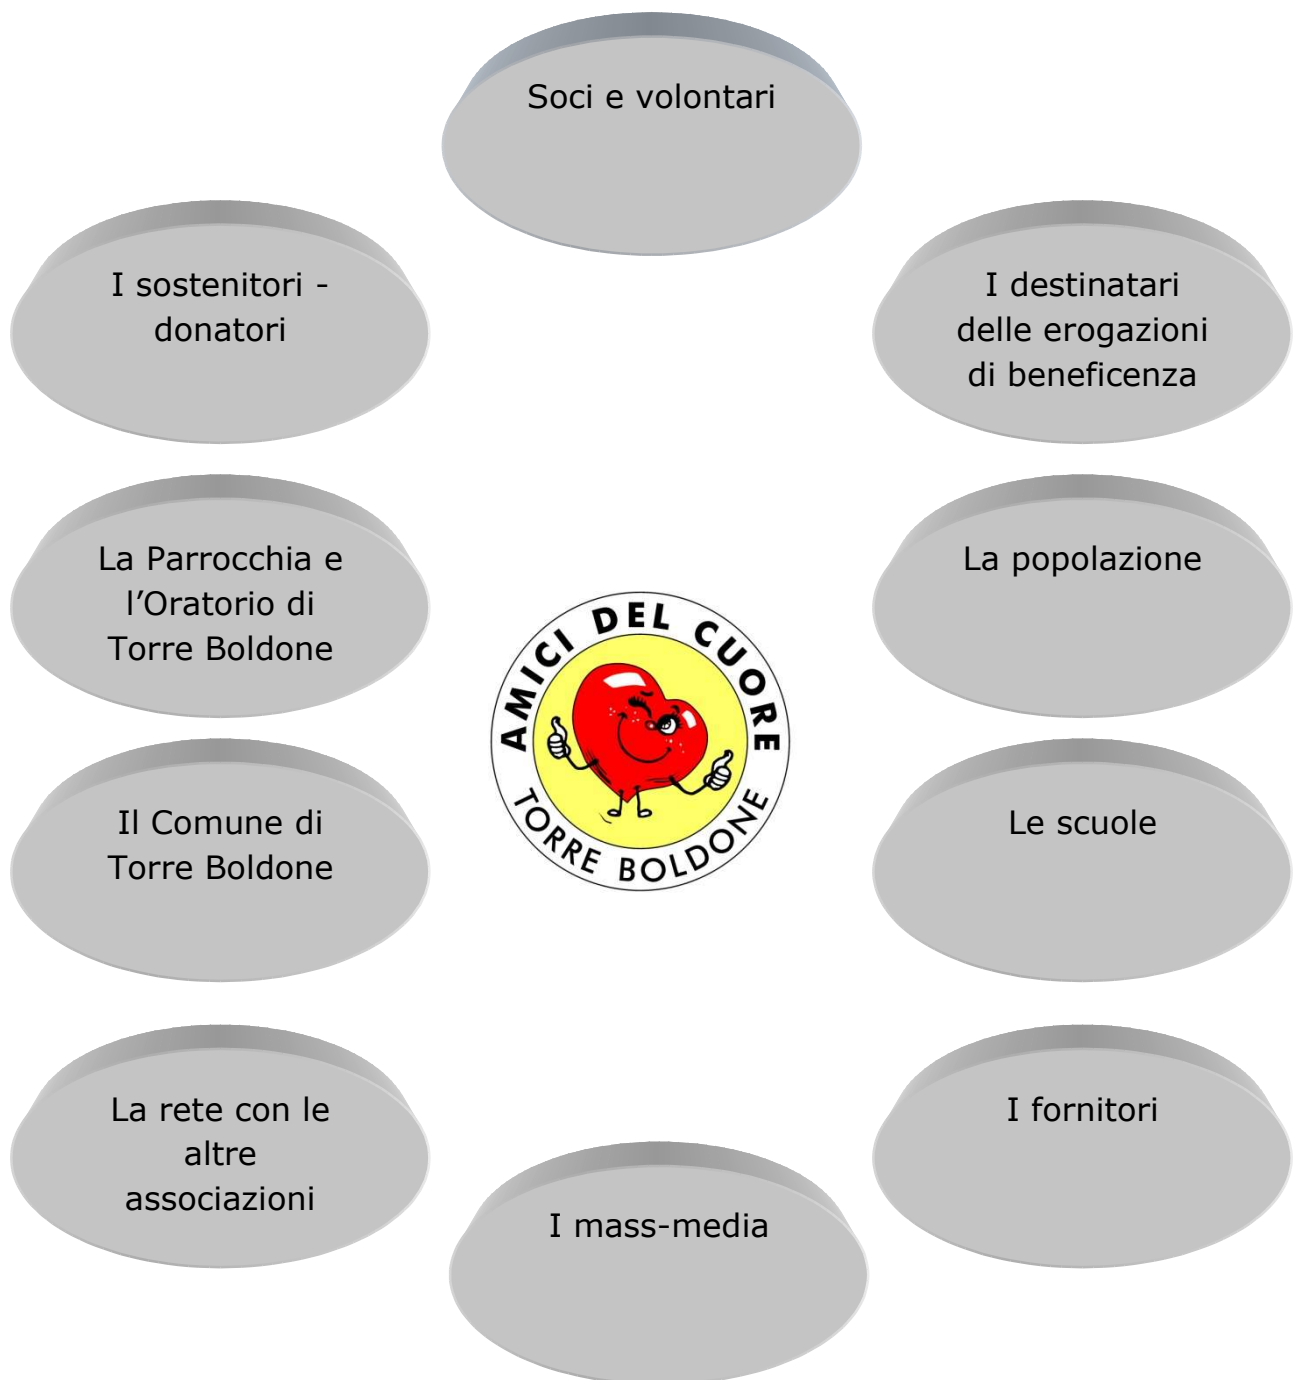 Soci e volontari
I sostenitori -
donatori
I destinatari
delle erogazioni
di beneficenza
La Parrocchia e
l’Oratorio di
Torre Boldone
La popolazione
AMICI DEL CUORE
TORRE BOLDONE
Il Comune di
Torre Boldone
Le scuole
La rete con le
altre
associazioni
I fornitori
I mass-media